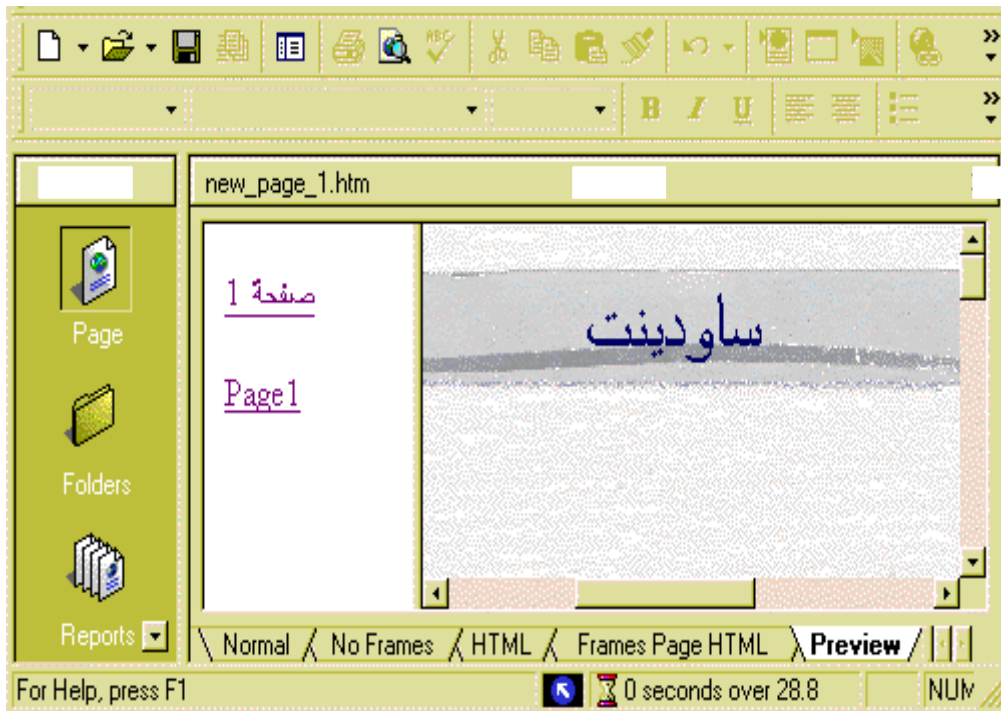 ABC
B I U
new_page_1.htm
Page
Folders
Reports
صفحة 1
Page1
ساودينت
Normal
No Frames
HTML
Frames Page HTML
Preview
For Help, press F1
0 seconds over 28.8
NUM